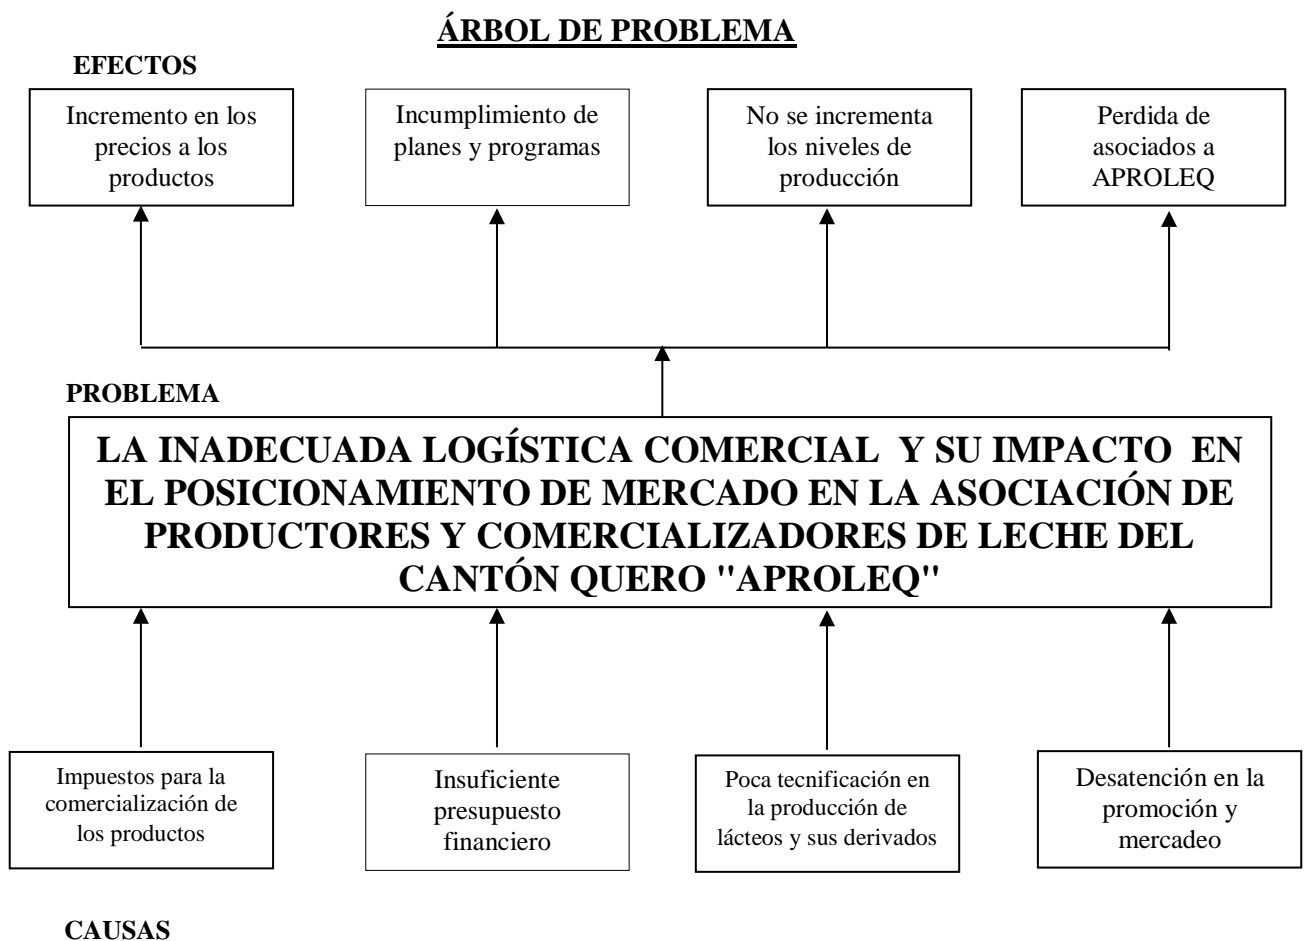 ÁRBOL DE PROBLEMA
EFECTOS
Incremento en los
precios a los
productos
Incumplimiento de
planes y programas
No se incrementa
los niveles de
producción
Perdida de
asociados a
APROLEQ
PROBLEMA
LA INADECUADA LOGÍSTICA COMERCIAL Y SU IMPACTO EN
EL POSICIONAMIENTO DE MERCADO EN LA ASOCIACIÓN DE
PRODUCTORES Y COMERCIALIZADORES DE LECHE DEL
CANTÓN QUERO "APROLEQ"
Impuestos para la
comercialización de
los productos
Insuficiente
presupuesto
financiero
Poca tecnificación en
la producción de
lácteos y sus derivados
Desatención en la
promoción y
mercadeo
CAUSAS